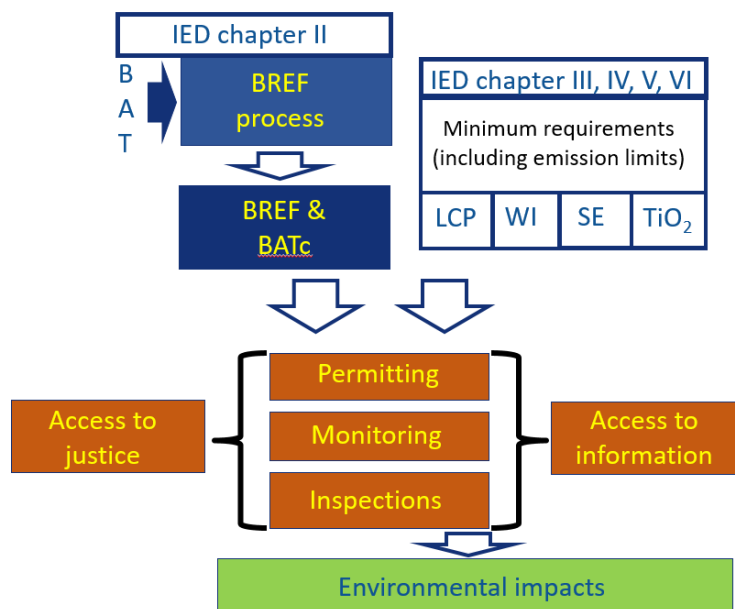 IED chapter II
B
A
T
BREF
process
BREF &
BATc
IED chapter III, IV, V, VI
Minimum requirements
(including emission limits)
LCP
WI
SE
TiO₂
Permitting
Monitoring
Inspections
Access to
justice
Access to
information
Environmental impacts